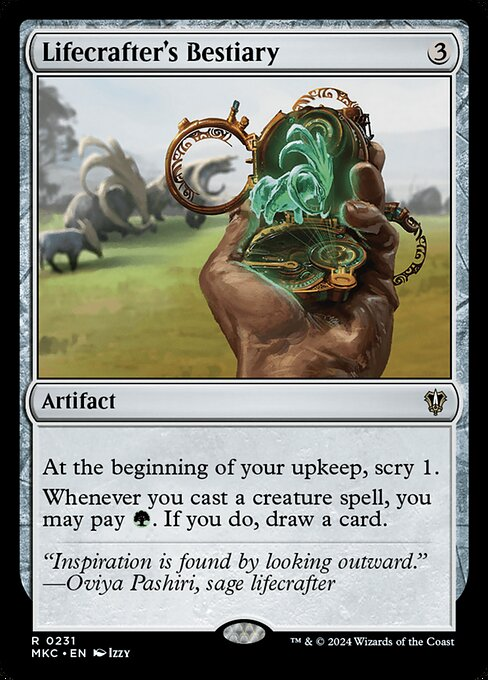 Lifecrafter's Bestiary 3
Artifact
At the beginning of your upkeep, scry 1.
Whenever you cast a creature spell, you
may pay . If you do, draw a card.
“Inspiration is found by looking outward.”
—Oviya Pashiri, sage lifecrafter
R 0231
MKC • EN Izzy
™ & © 2024 Wizards of the Coast